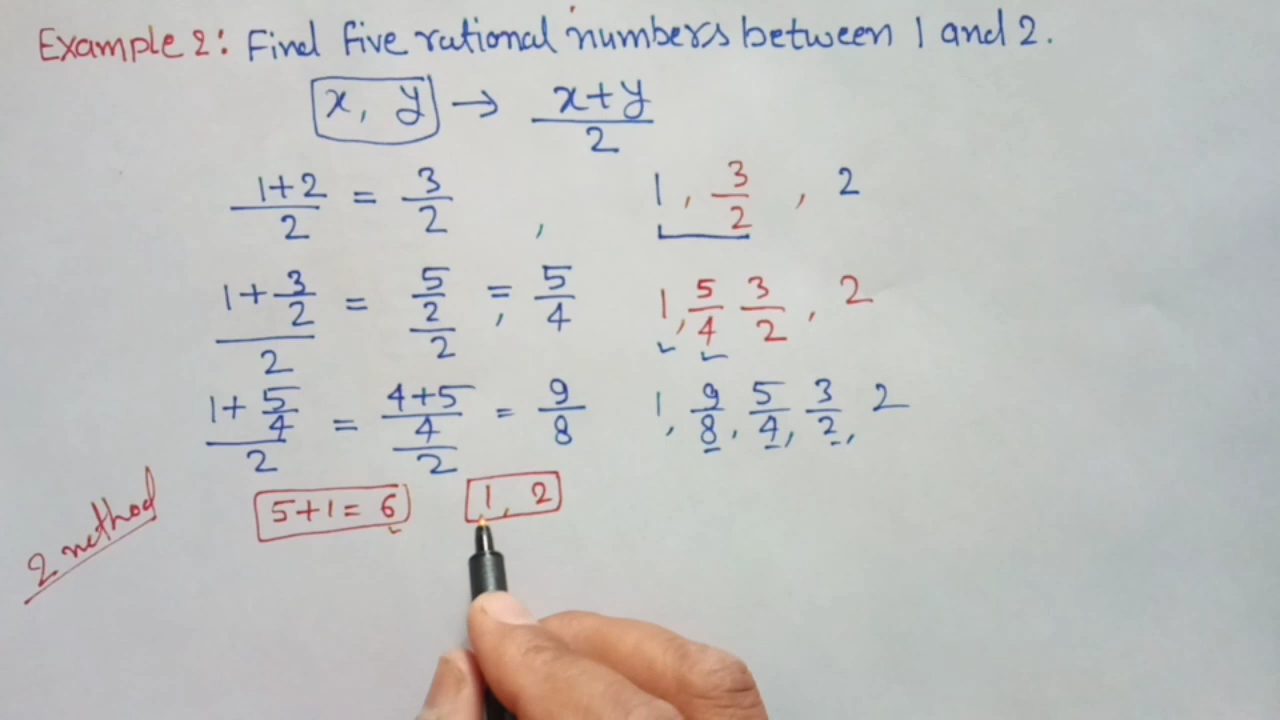 Example 2: Find five rational numbers between 1 and 2.
x, y → x+y/2
1+2/2 = 3/2 , 1, 3/2, 2
1+3/2/2 = 5/2/2 = 5/4 , 1, 5/4 3/2, 2
1+5/4/2 = 4+5/4/2 = 9/8 1, 9/8, 5/4, 3/2, 2
2 method 5+1=6 1, 2